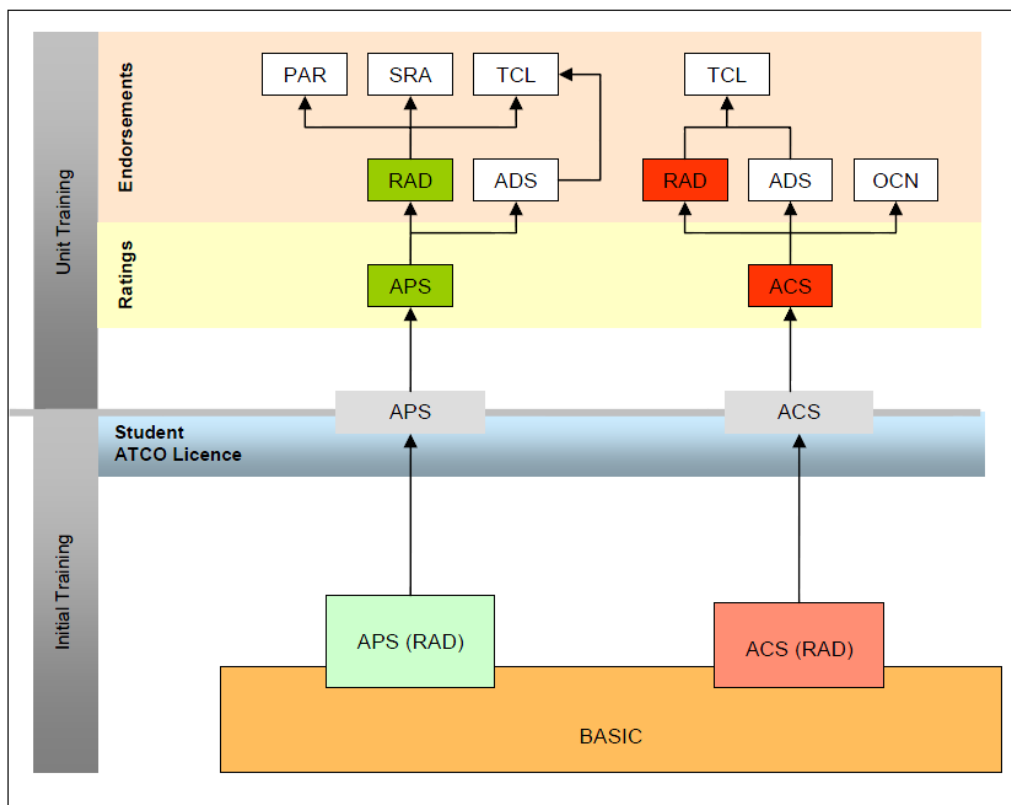 Unit Training
Endorsements
PAR
SRA
TCL
TCL
RAD
ADS
RAD
ADS
OCN
Ratings
APS
ACS
APS
ACS
Student
ATCO Licence
Initial Training
APS (RAD)
ACS (RAD)
BASIC